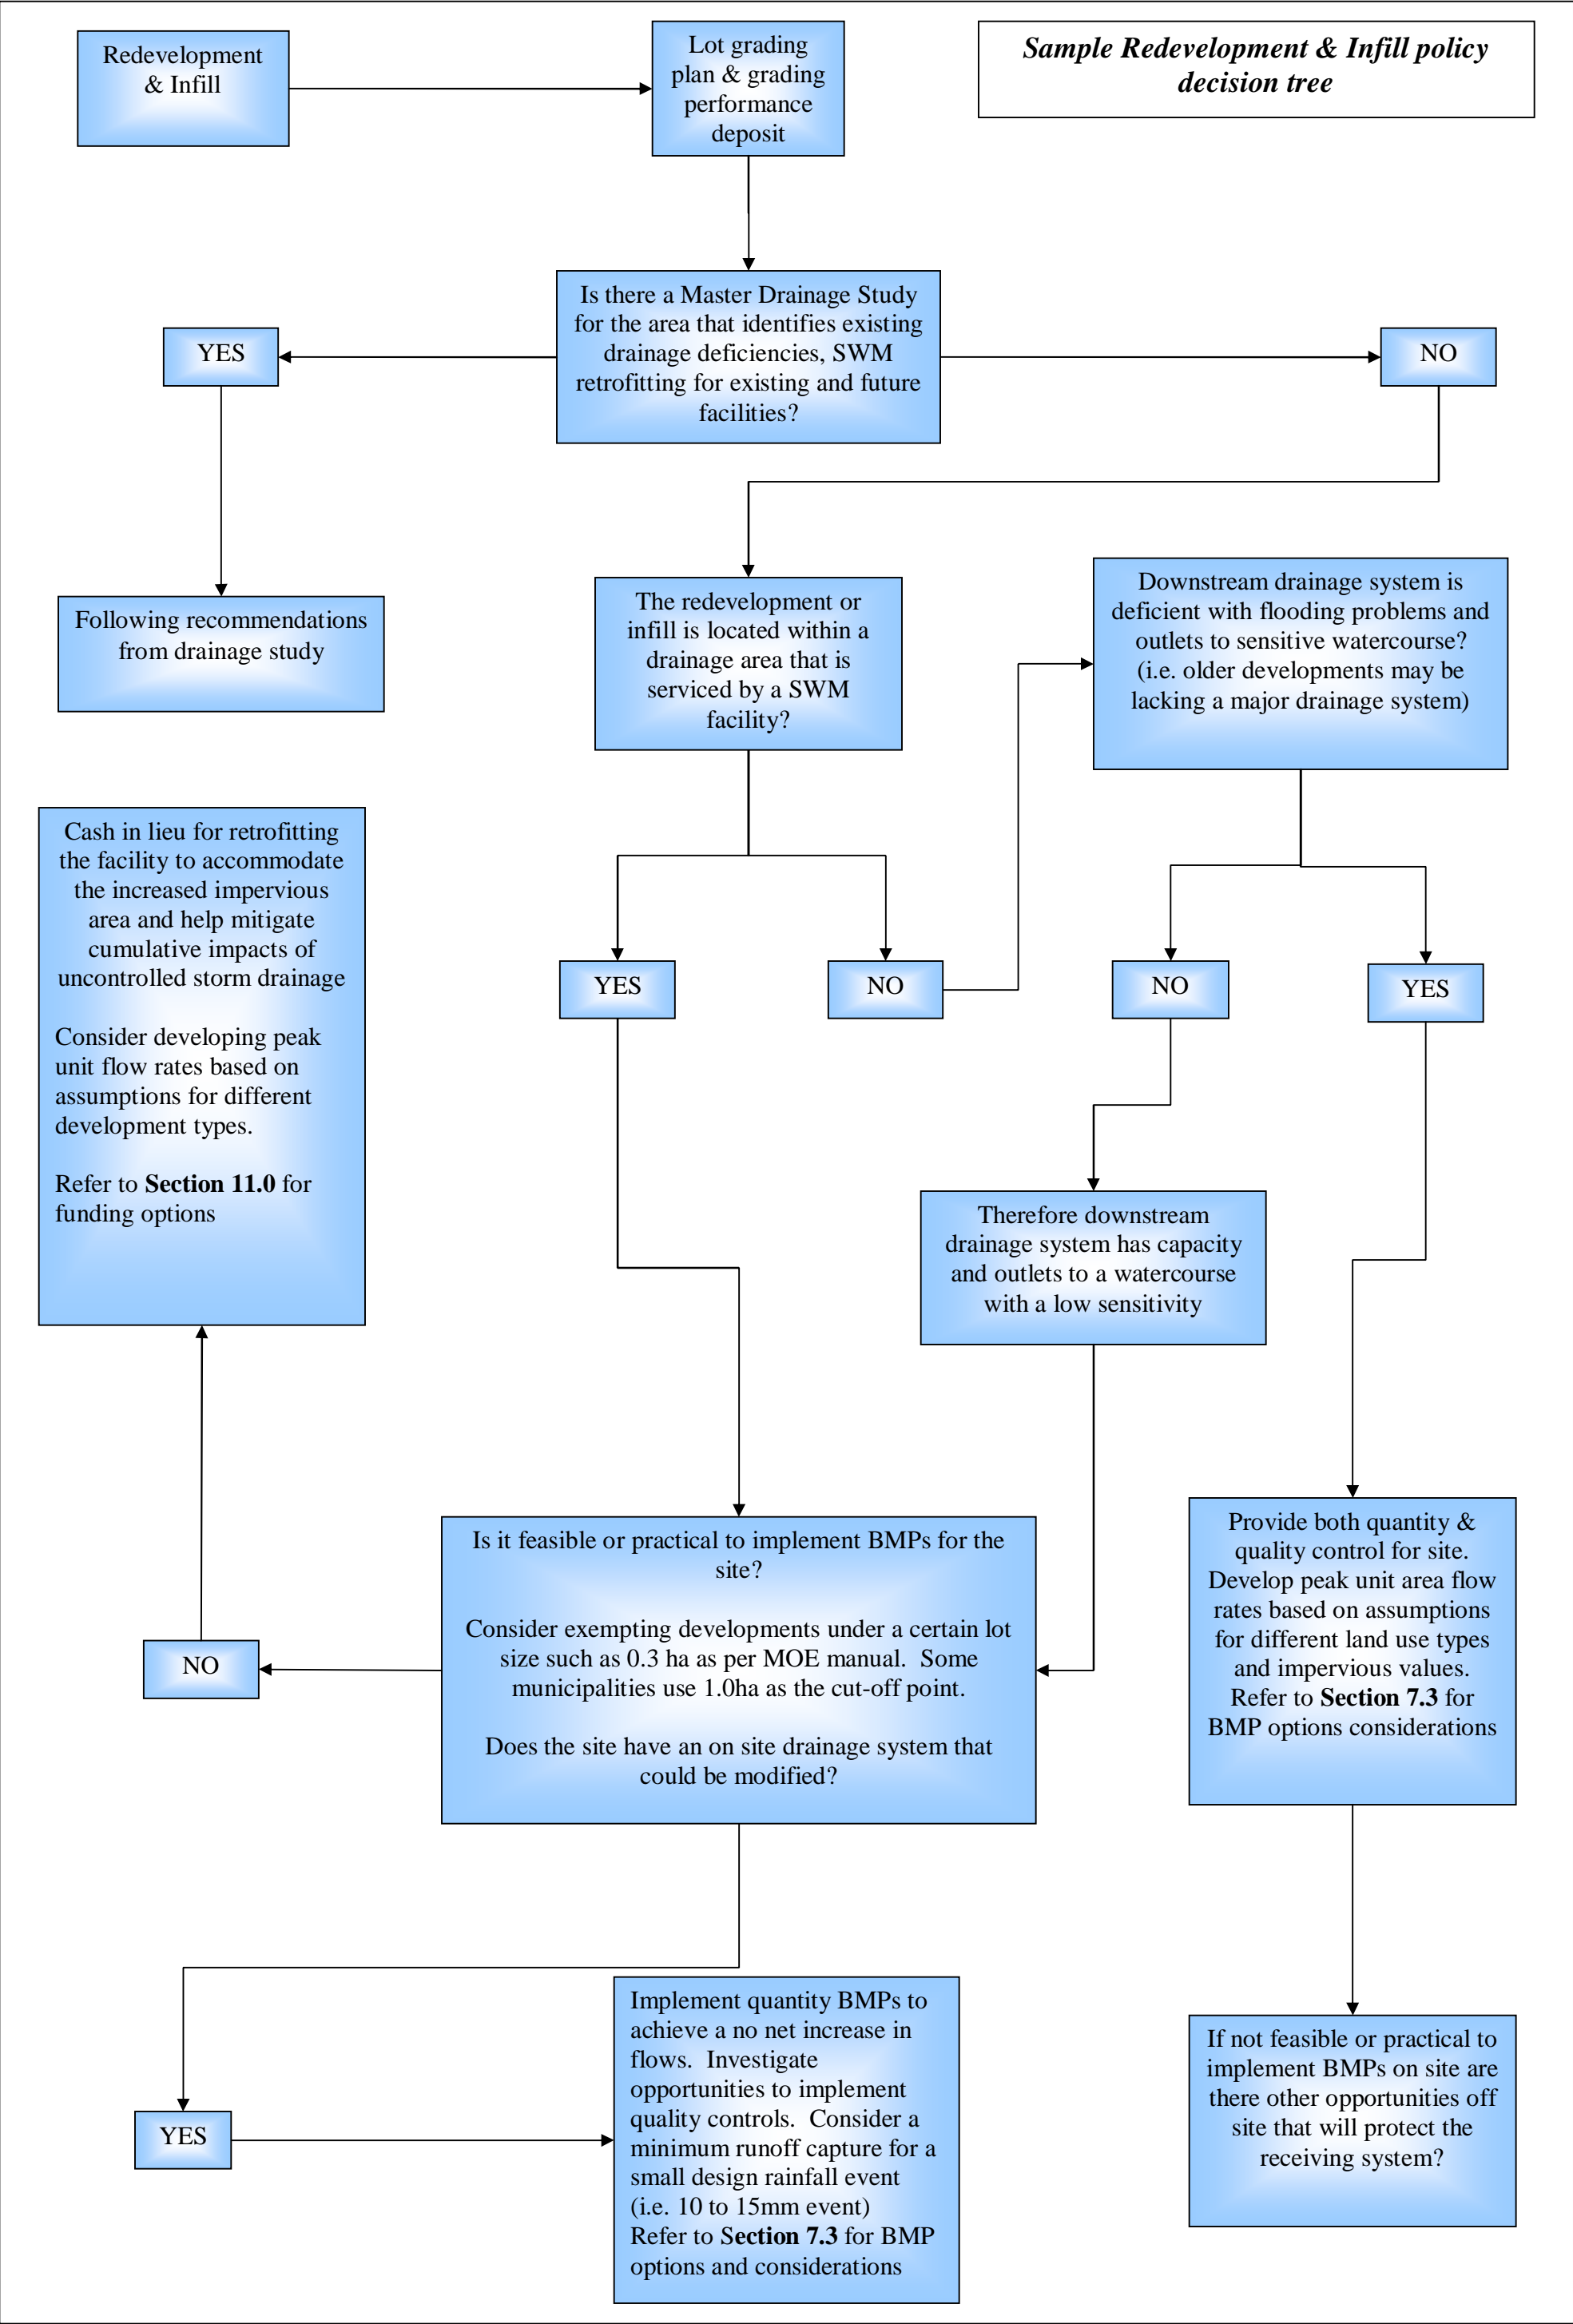 Redevelopment
& Infill
Lot grading
plan & grading
performance
deposit
Sample Redevelopment & Infill policy
decision tree
Is there a Master Drainage Study
for the area that identifies existing
drainage deficiencies, SWM
retrofitting for existing and future
facilities?
YES
NO
Following recommendations
from drainage study
The redevelopment or
infill is located within a
drainage area that is
serviced by a SWM
facility?
Downstream drainage system is
deficient with flooding problems and
outlets to sensitive watercourse?
(i.e. older developments may be
lacking a major drainage system)
Cash in lieu for retrofitting
the facility to accommodate
the increased impervious
area and help mitigate
cumulative impacts of
uncontrolled storm drainage
Consider developing peak
unit flow rates based on
assumptions for different
development types.
Refer to Section 11.0 for
funding options
YES
NO
NO
YES
Therefore downstream
drainage system has capacity
and outlets to a watercourse
with a low sensitivity
Is it feasible or practical to implement BMPs for the
site?
Consider exempting developments under a certain lot
size such as 0.3 ha as per MOE manual.  Some
municipalities use 1.0ha as the cut-off point.
Does the site have an on site drainage system that
could be modified?
NO
Provide both quantity &
quality control for site.
Develop peak unit area flow
rates based on assumptions
for different land use types
and impervious values.
Refer to Section 7.3 for
BMP options considerations
YES
Implement quantity BMPs to
achieve a no net increase in
flows.  Investigate
opportunities to implement
quality controls.  Consider a
minimum runoff capture for a
small design rainfall event
(i.e. 10 to 15mm event)
Refer to Section 7.3 for BMP
options and considerations
If not feasible or practical to
implement BMPs on site are
there other opportunities off
site that will protect the
receiving system?